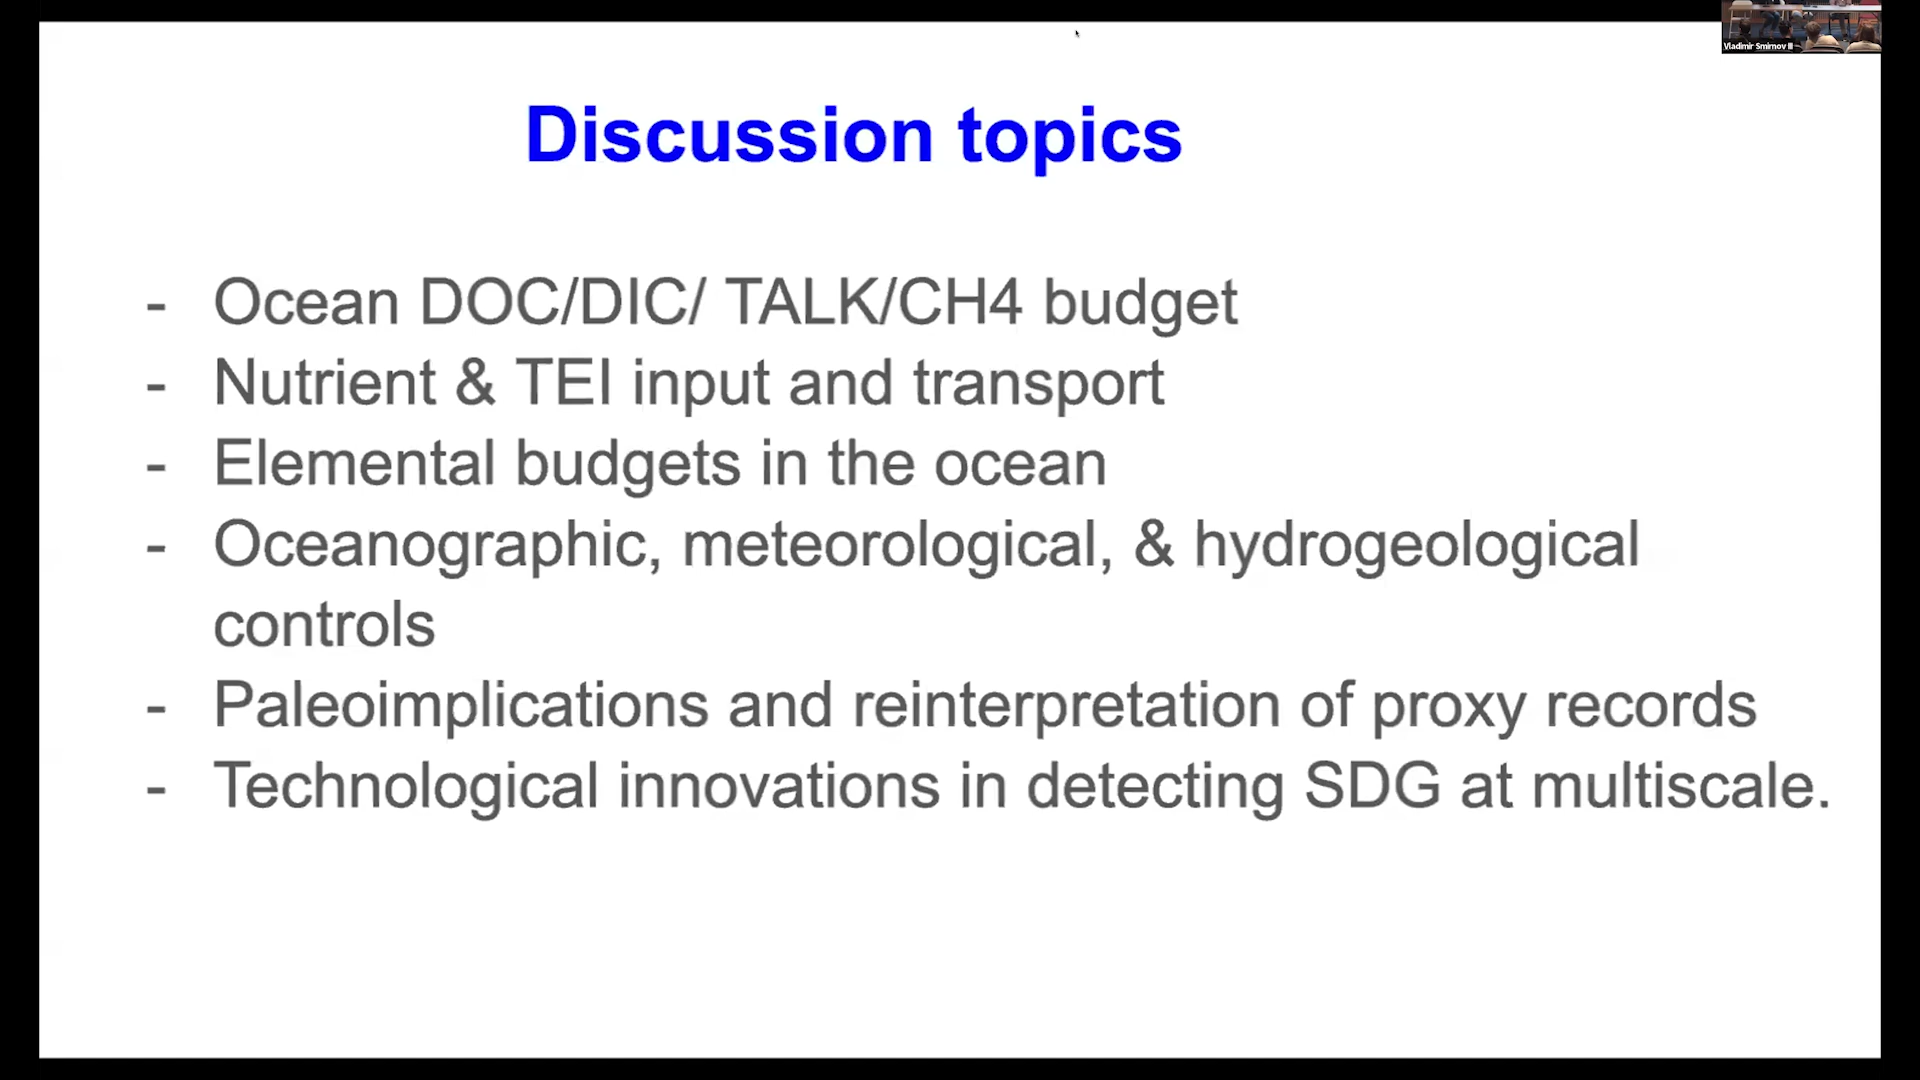 Vladimir Smirnov III
Discussion topics
- Ocean DOC/DIC/ TALK/CH4 budget
- Nutrient & TEI input and transport
- Elemental budgets in the ocean
- Oceanographic, meteorological, & hydrogeological
controls
- Paleoimplications and reinterpretation of proxy records
- Technological innovations in detecting SDG at multiscale.